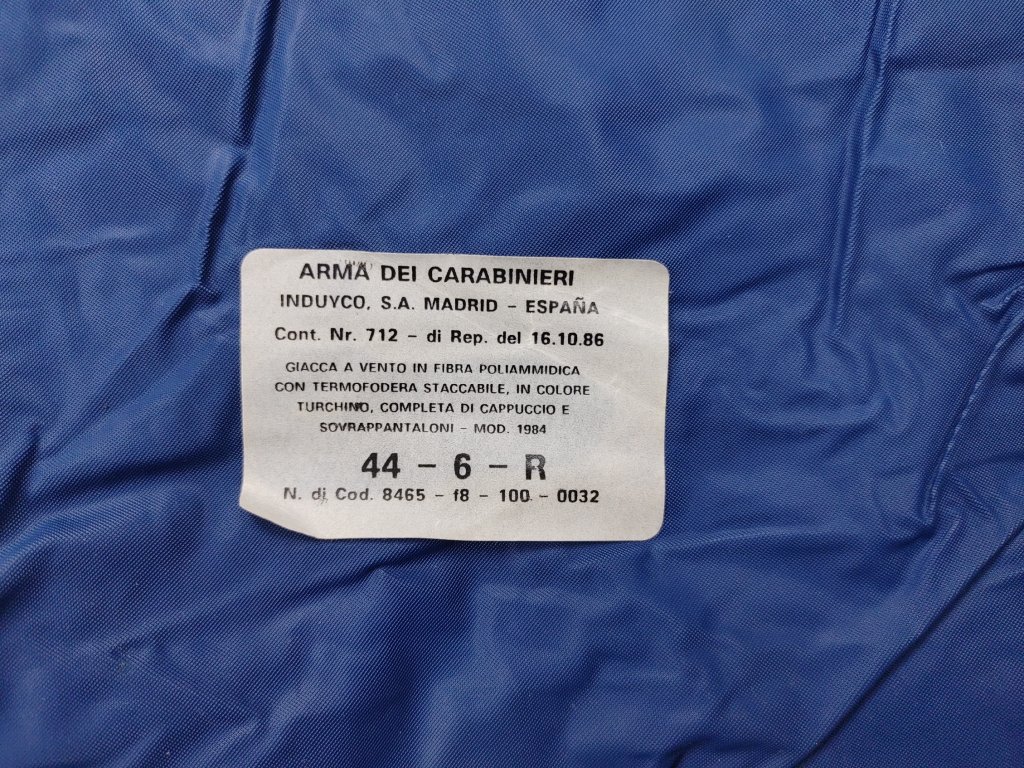 ARMA DEI CARABINIERI
INDUYCO, S.A. MADRID – ESPAÑA
Cont. Nr. 712 – di Rep. del 16.10.86
GIACCA A VENTO IN FIBRA POLIAMMIDICA
CON TERMOFODERA STACCABILE, IN COLORE
TURCHINO, COMPLETA DI CAPPUCCIO E
SOVRAPPANTALONI – MOD. 1984
44 – 6 – R
N. di Cod. 8465 – f8 – 100 – 0032